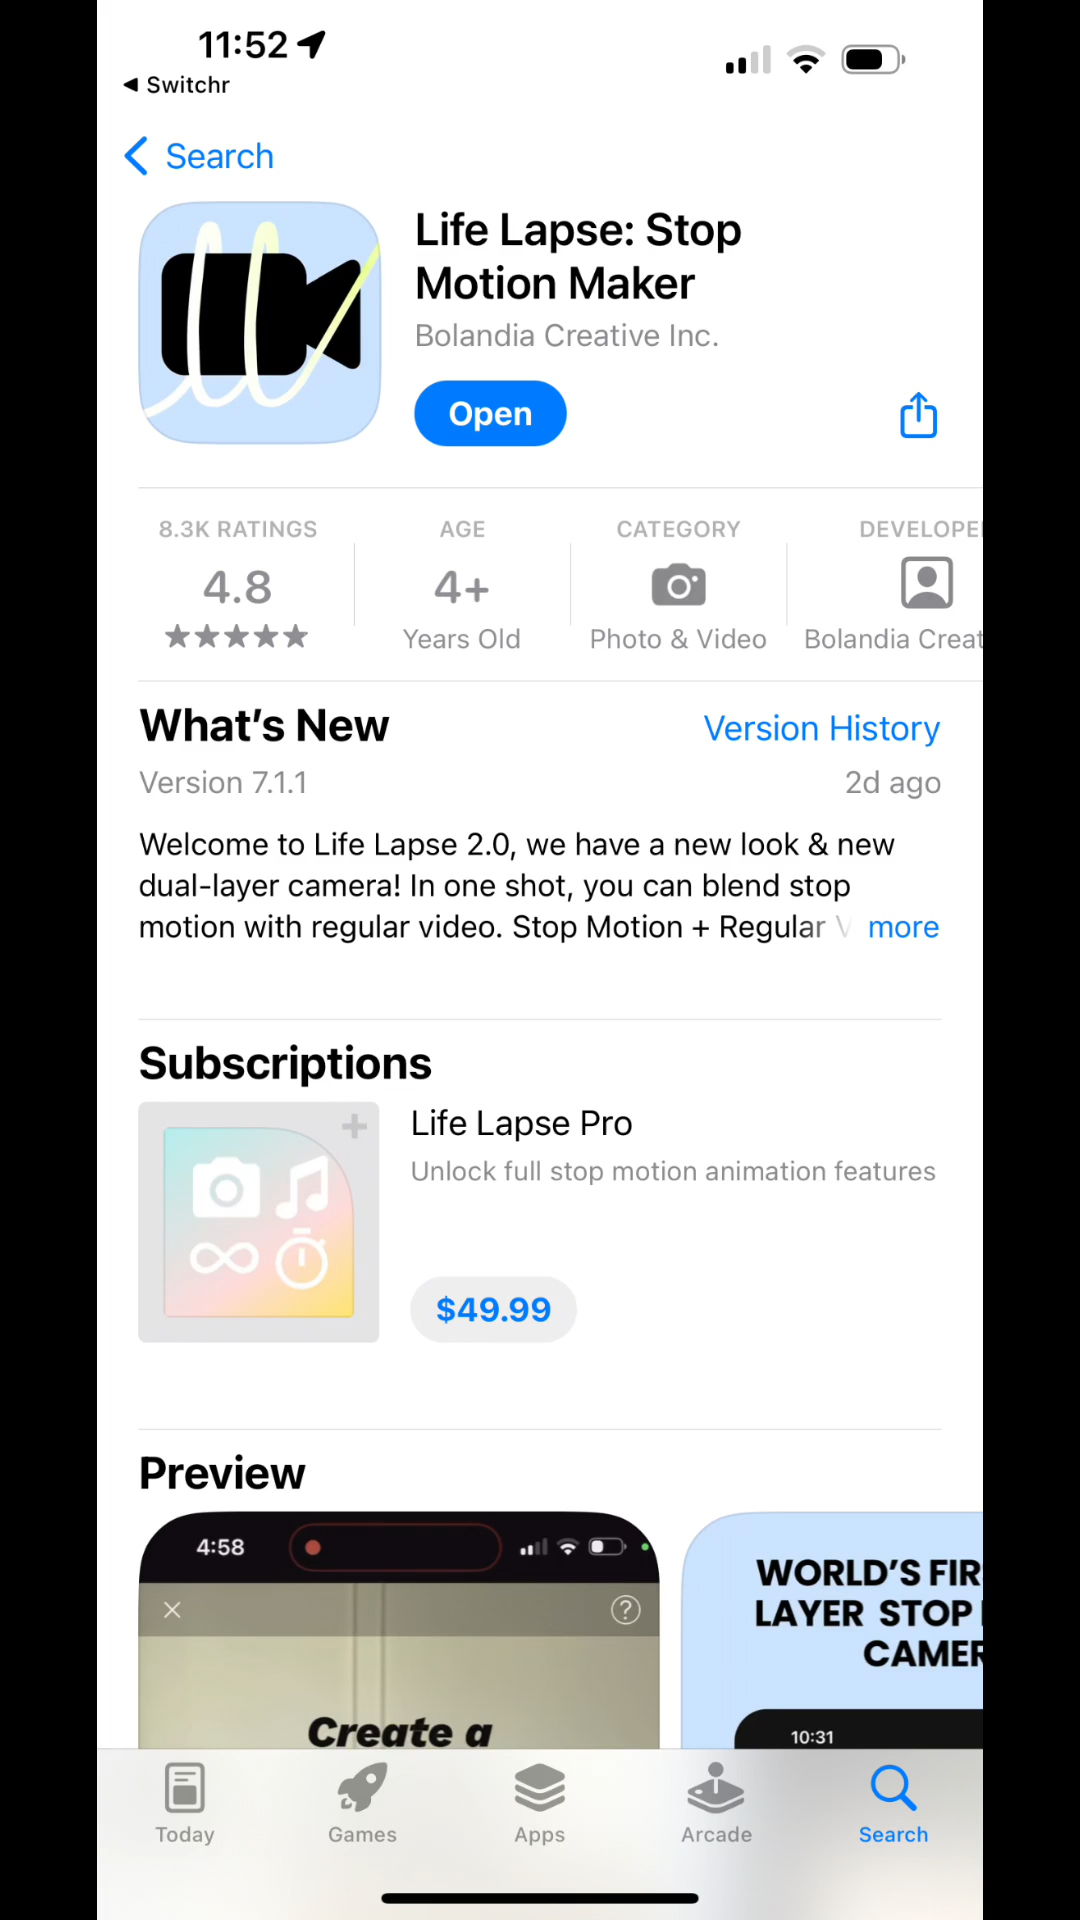 11:52
◀ Switchr
Search
Life Lapse: Stop
Motion Maker
Bolandia Creative Inc.
Open
8.3K RATINGS
4.8
AGE
4+
Years Old
CATEGORY
Photo & Video
DEVELOPE
Bolandia Creat
What's New
Version History
Version 7.1.1
2d ago
Welcome to Life Lapse 2.0, we have a new look & new
dual-layer camera! In one shot, you can blend stop
motion with regular video. Stop Motion + Regular V more
Subscriptions
Life Lapse Pro
Unlock full stop motion animation features
$49.99
Preview
4:58
Create a
WORLD'S FIR
LAYER STOP
CAMER
10:31
Today
Games
Apps
Arcade
Search